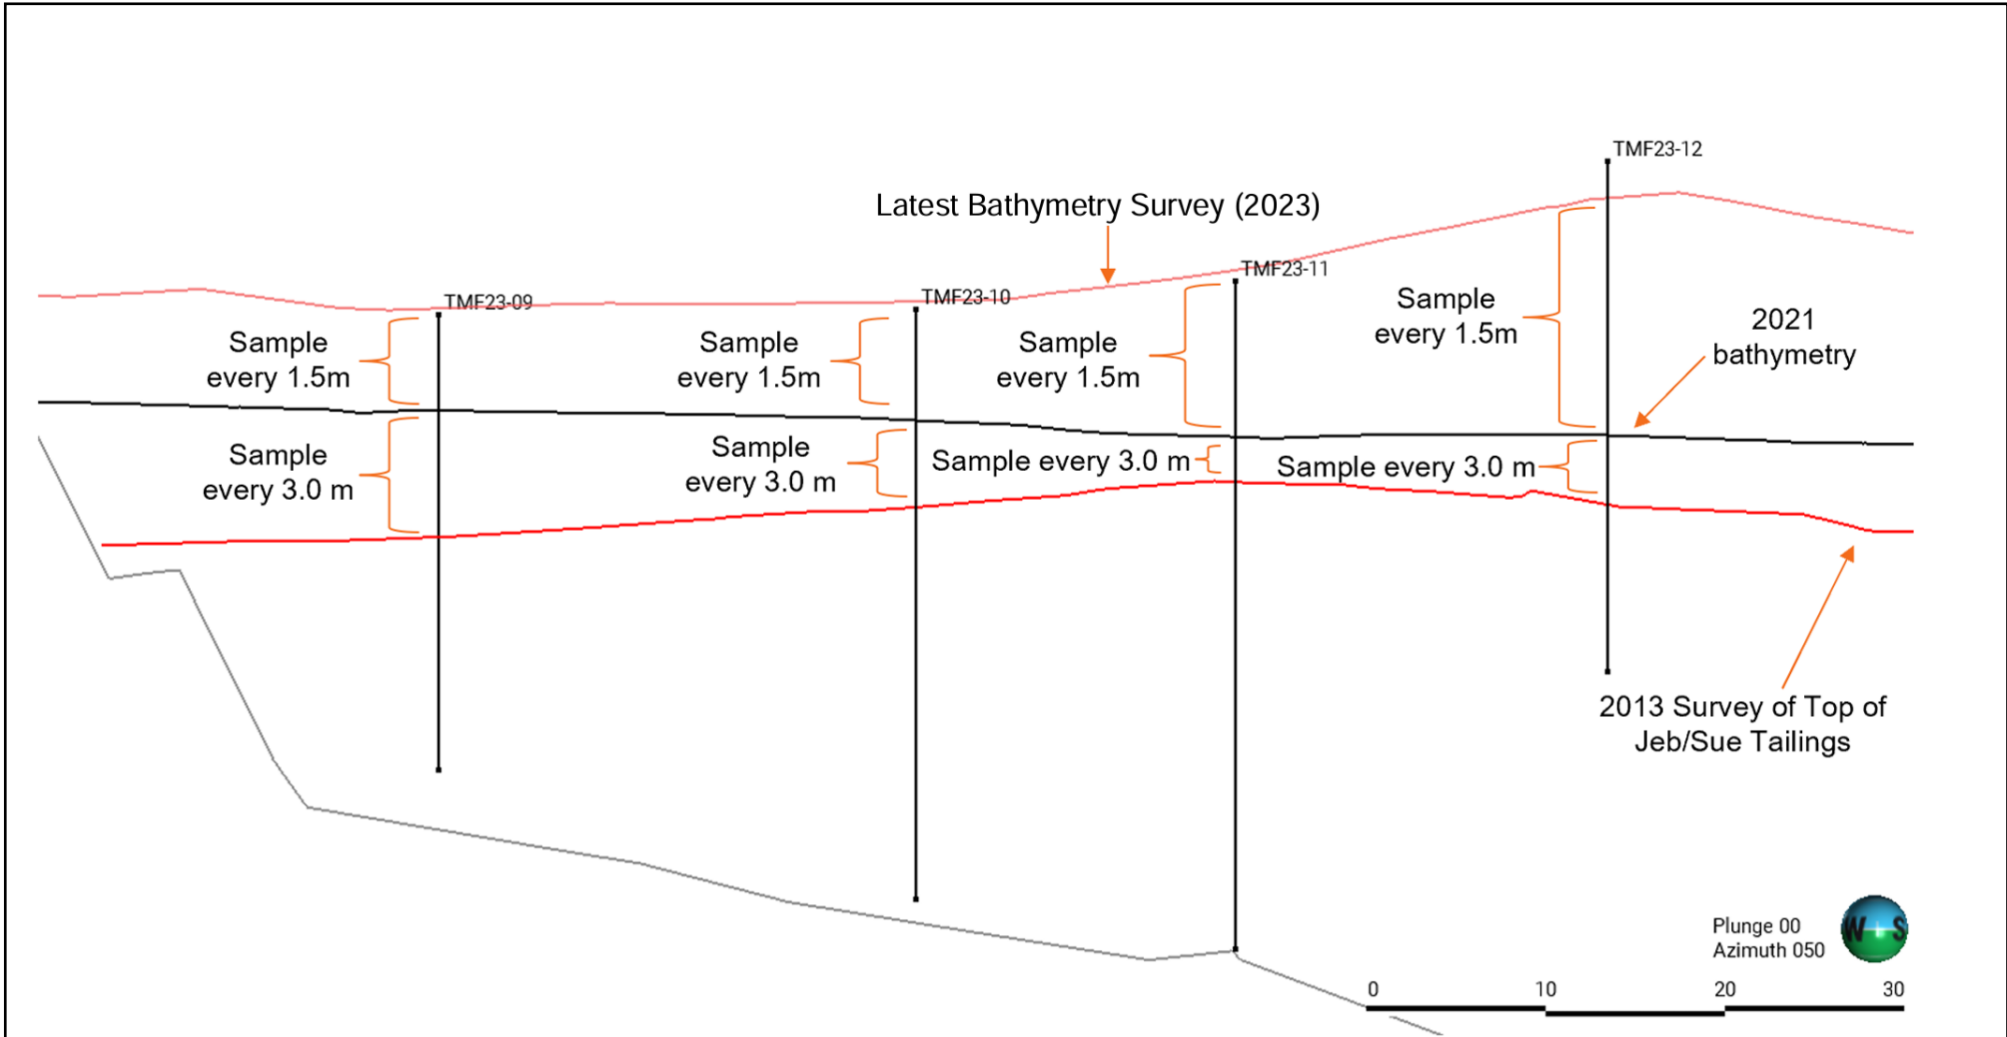 TMF23-12
Latest Bathymetry Survey (2023)
TMF23-11
TMF23-09
TMF23-10
Sample
every 1.5m
Sample
every 1.5m
Sample
every 1.5m
Sample
every 1.5m
2021
bathymetry
Sample
every 3.0 m
Sample
every 3.0 m
Sample every 3.0 m
Sample every 3.0 m
2013 Survey of Top of
Jeb/Sue Tailings
Plunge 00
Azimuth 050
W S
0 10 20 30